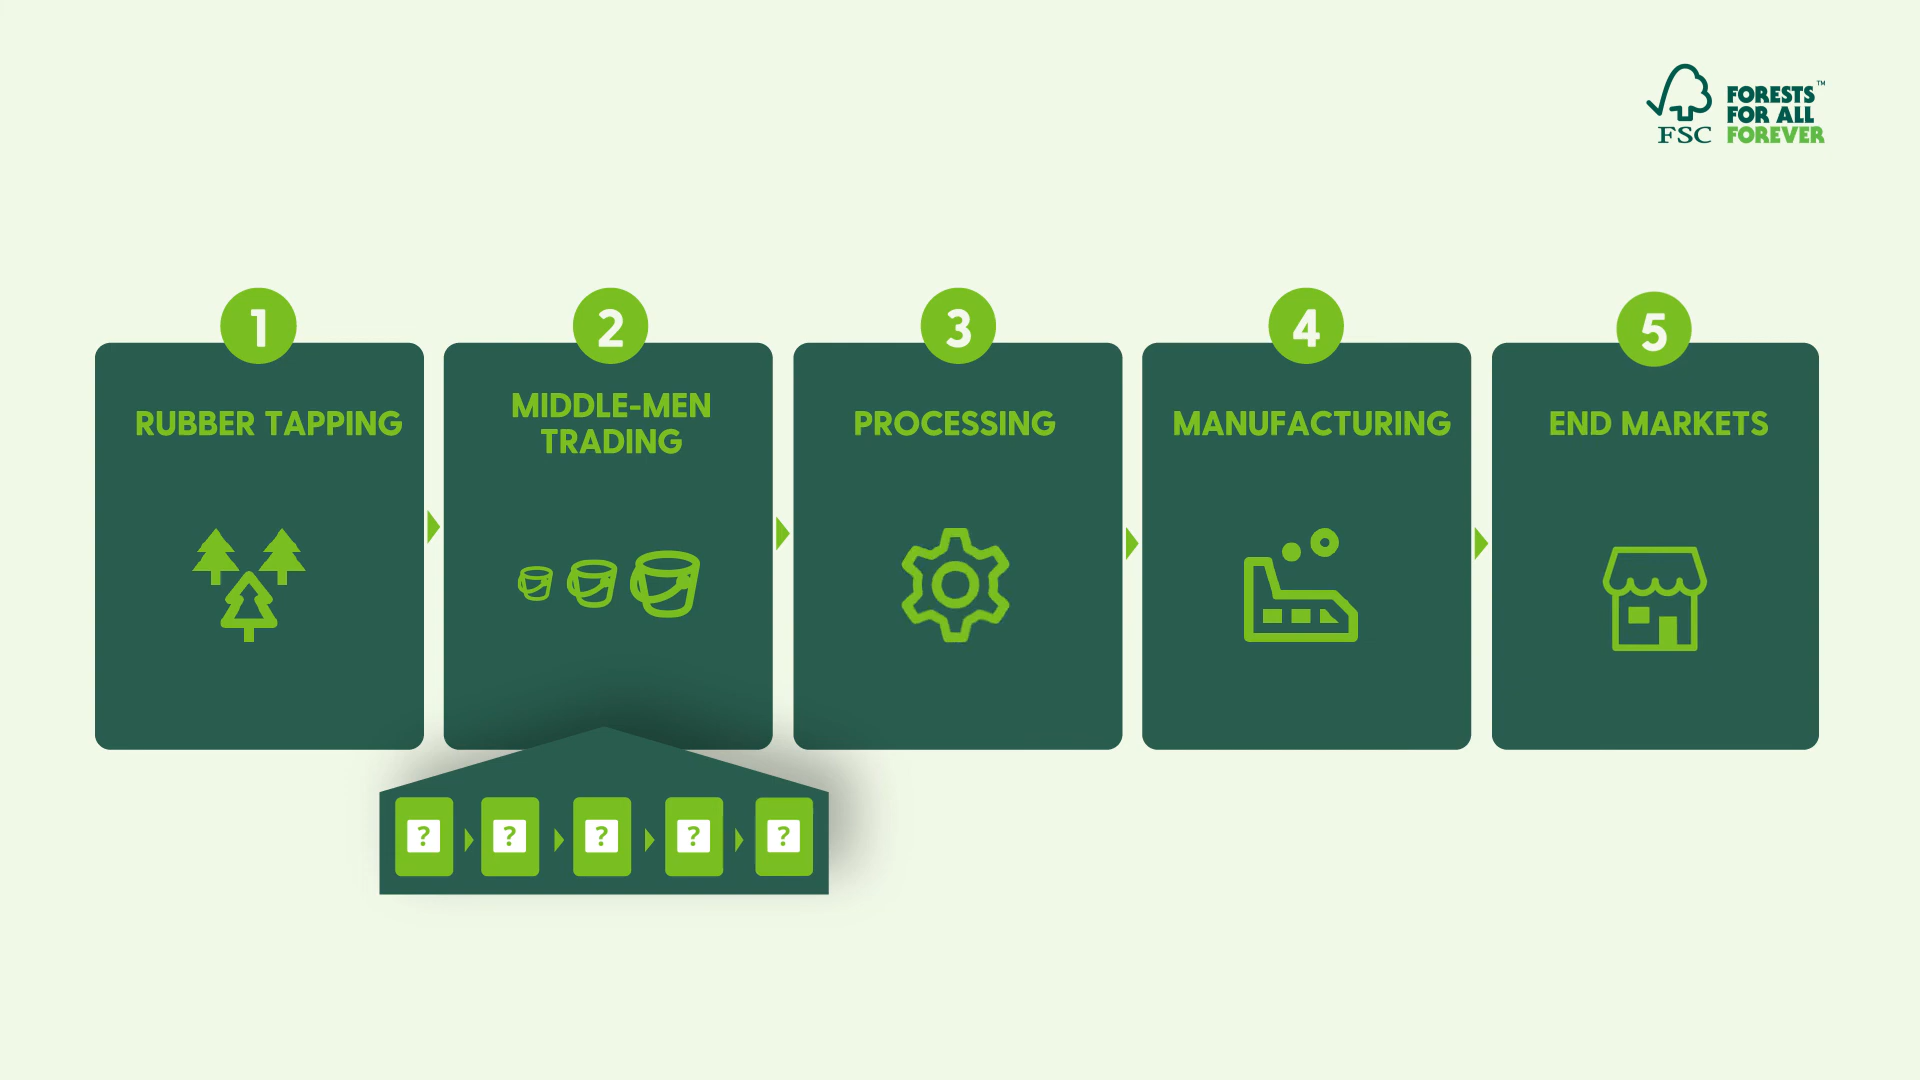 FSC
FORESTS™
FOR ALL
FOREVER
1
RUBBER TAPPING
2
MIDDLE-MEN
TRADING
3
PROCESSING
4
MANUFACTURING
5
END MARKETS
? ? ? ? ?